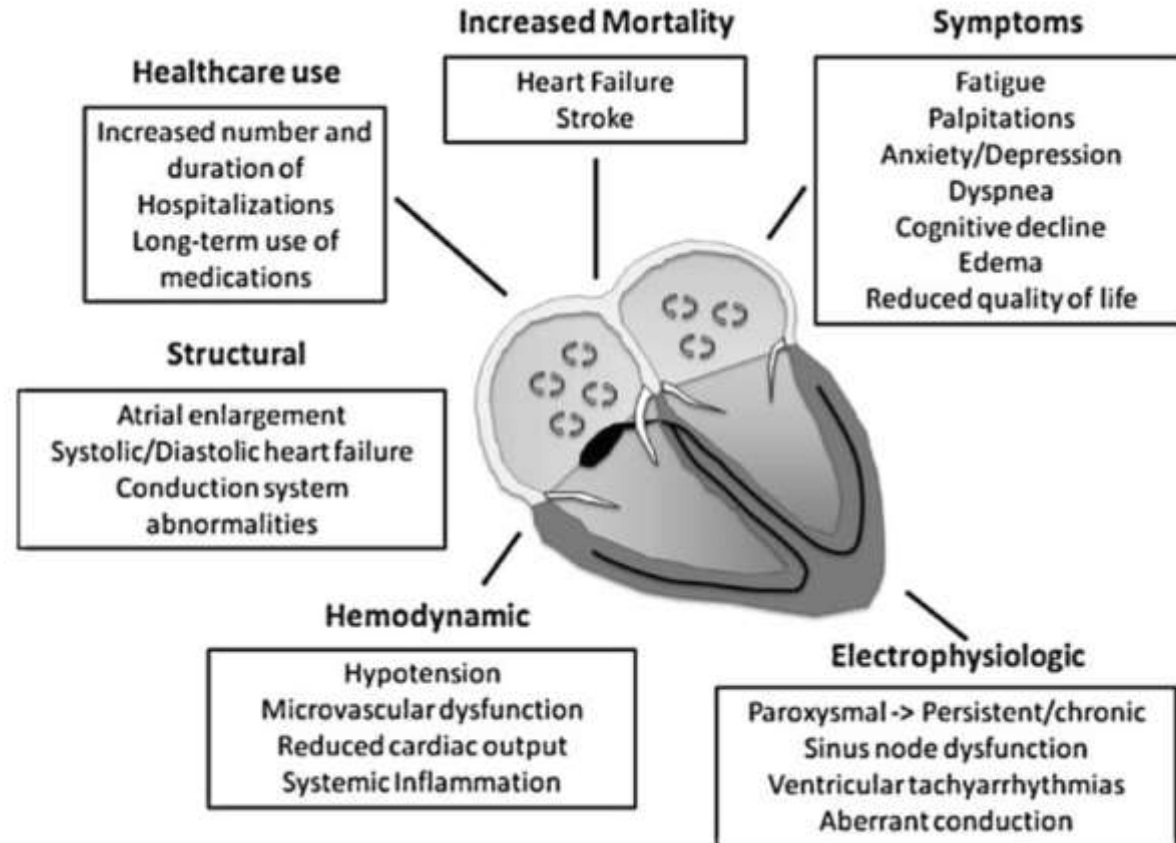 Increased Mortality
Heart Failure
Stroke
Symptoms
Fatigue
Palpitations
Anxiety/Depression
Dyspnea
Cognitive decline
Edema
Reduced quality of life
Healthcare use
Increased number and
duration of
Hospitalizations
Long-term use of
medications
Structural
Atrial enlargement
Systolic/Diastolic heart failure
Conduction system
abnormalities
Hemodynamic
Hypotension
Microvascular dysfunction
Reduced cardiac output
Systemic Inflammation
Electrophysiologic
Paroxysmal -> Persistent/chronic
Sinus node dysfunction
Ventricular tachyarrhythmias
Aberrant conduction